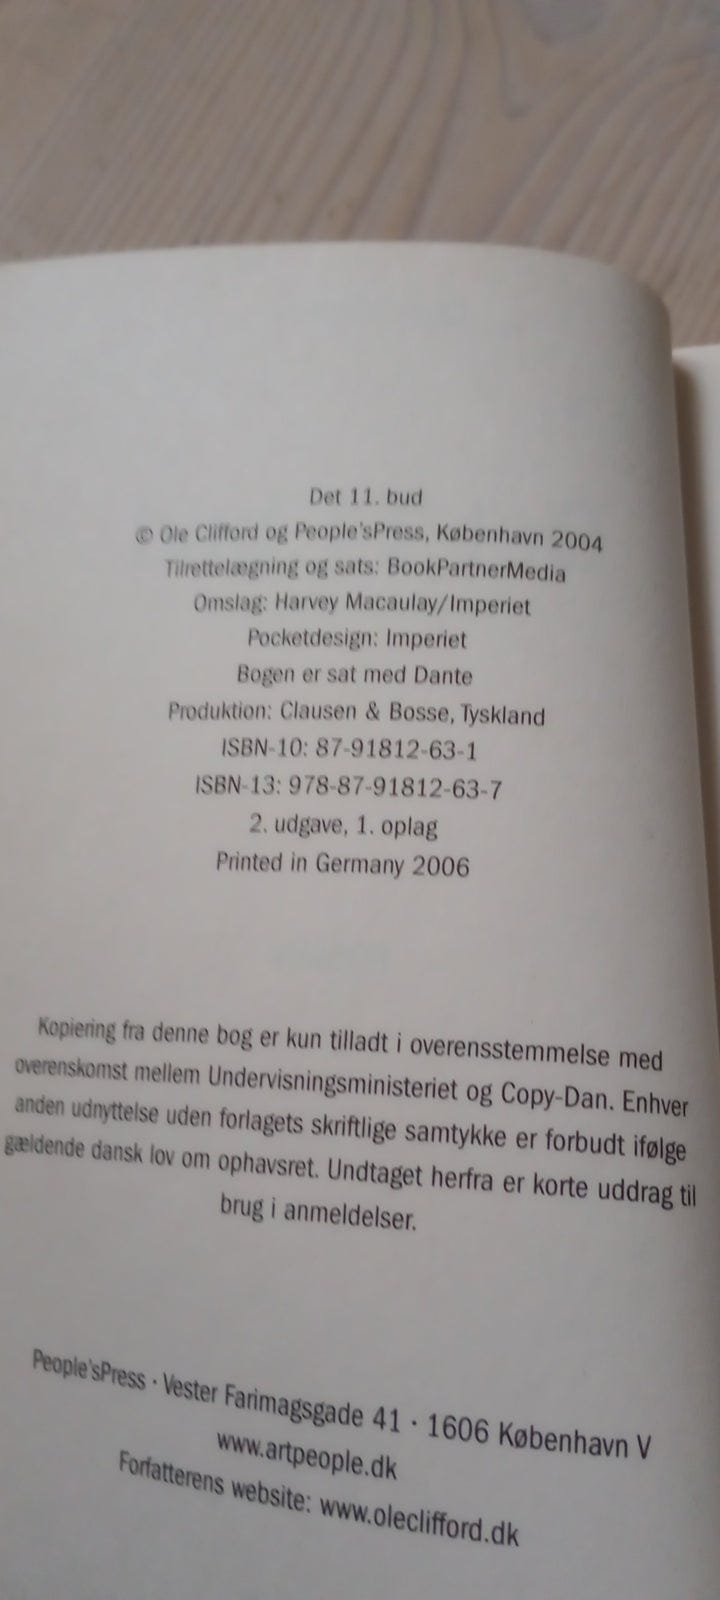 Det 11. bud
© Ole Clifford og People'sPress, København 2004
Tilrettelægning og sats: BookPartnerMedia
Omslag: Harvey Macaulay/Imperiet
Pocketdesign: Imperiet
Bogen er sat med Dante
Produktion: Clausen & Bosse, Tyskland
ISBN-10: 87-91812-63-1
ISBN-13: 978-87-91812-63-7
2. udgave, 1. oplag
Printed in Germany 2006
Kopiering fra denne bog er kun tilladt i overensstemmelse med
overenskomst mellem Undervisningsministeriet og Copy-Dan. Enhver
anden udnyttelse uden forlagets skriftlige samtykke er forbudt ifølge
gældende dansk lov om ophavsret. Undtaget herfra er korte uddrag til
brug i anmeldelser.
People'sPress · Vester Farimagsgade 41 · 1606 København V
www.artpeople.dk
Forfatterens website: www.oleclifford.dk